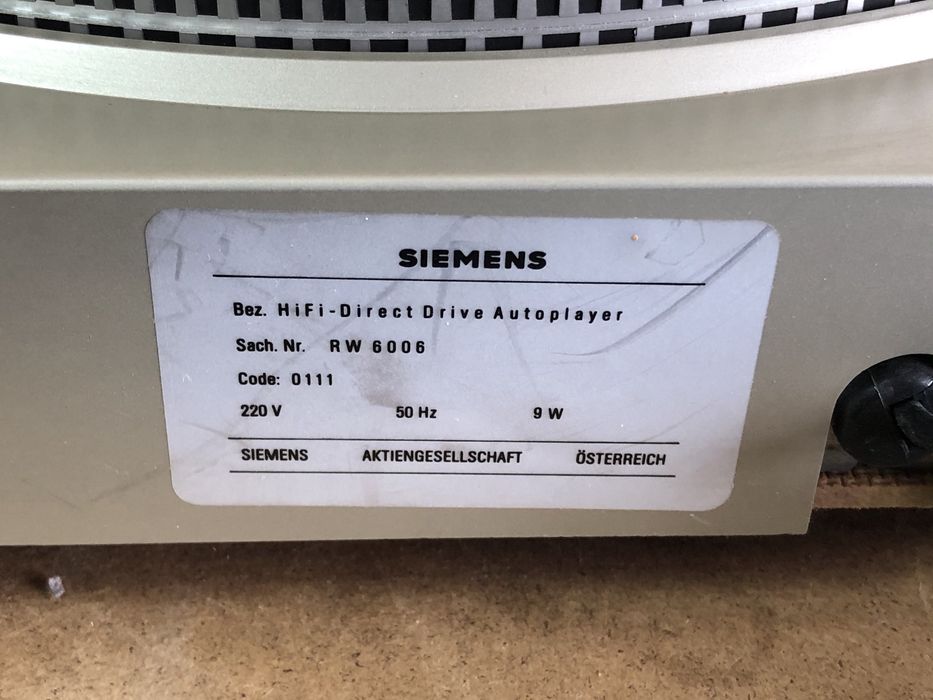 SIEMENS
Bez. HiFi-Direct Drive Autoplayer
Sach. Nr. RW 6006
Code: 0111
220 V 50 Hz 9 W
SIEMENS AKTIENGESELLSCHAFT ÖSTERREICH